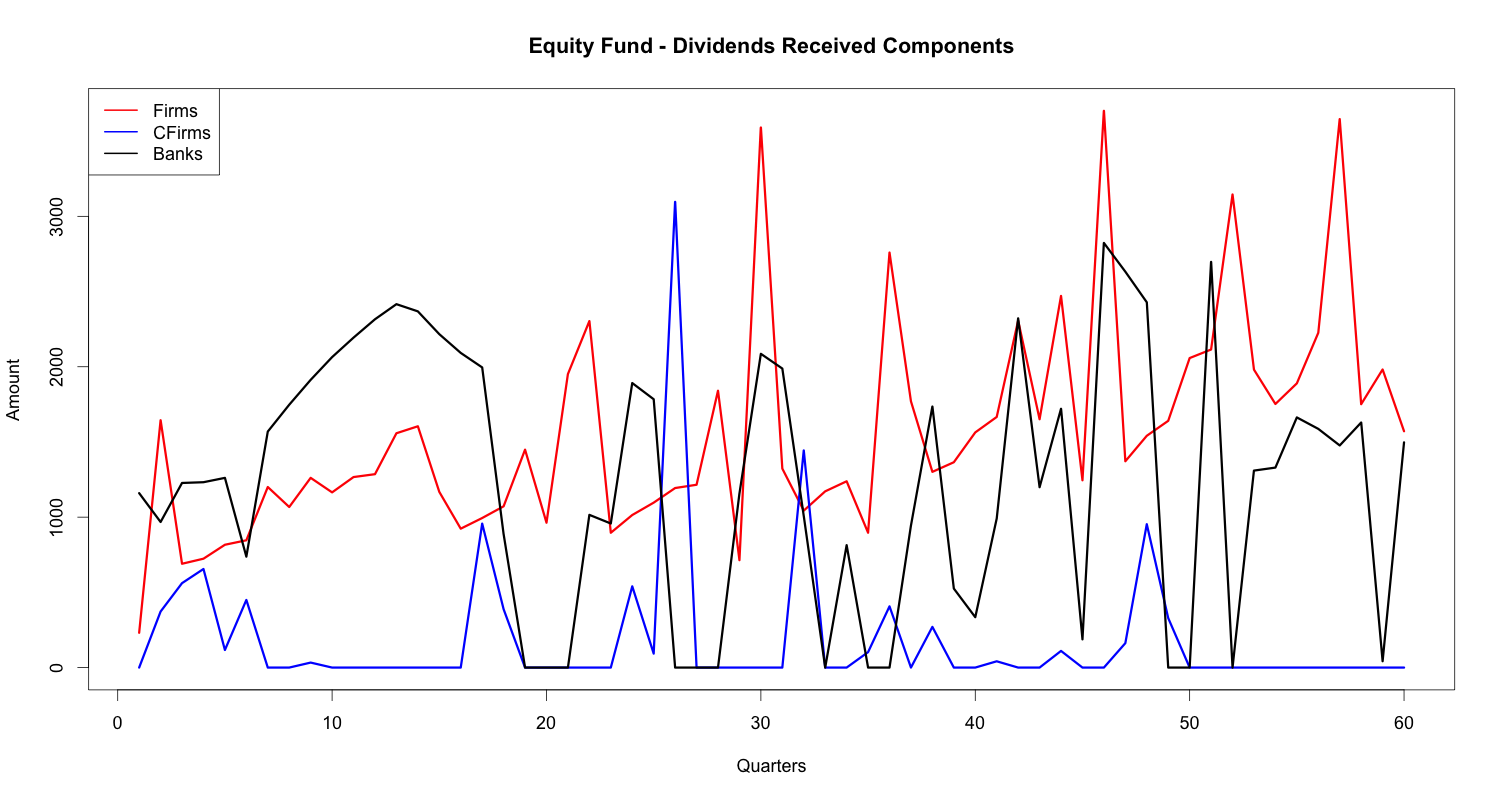 Equity Fund - Dividends Received Components
Firms
CFirms
Banks
Amount
3000
2000
1000
0
0 10 20 30 40 50 60
Quarters